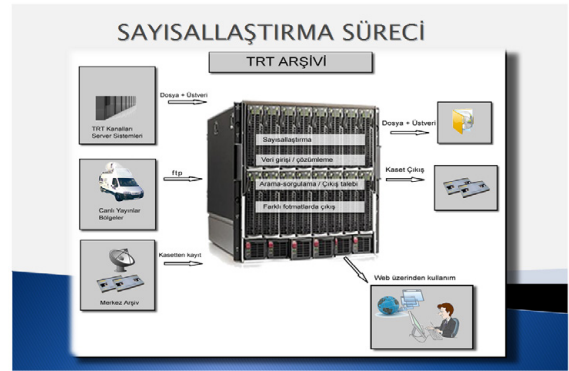 SAYISALLAŞTIRMA SÜRECİ
TRT ARŞİVİ
Dosya + Üstveri
TRT Kanalları
Server Sistemleri
ftp
Canlı Yayınlar
Bölgeler
Kasetten kayıt
Merkez Arşiv
Sayısallaştırma
Veri girişi / çözümleme
Arama-sorgulama / Çıkış talebi
Farklı fotmatlarda çıkış
Dosya + Üstveri
Kaset Çıkış
Web üzerinden kullanım